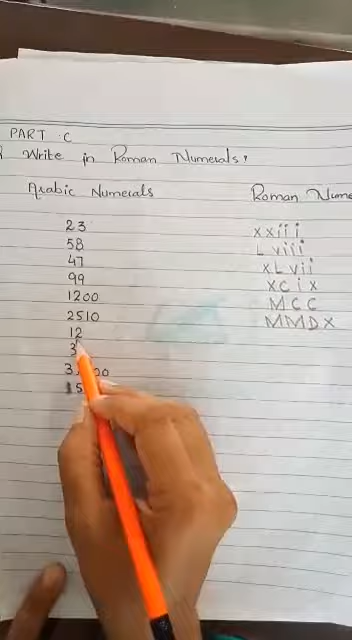 PART C
Write in Roman Numerals.
Arabic Numerals Roman Nume
23 xxiii
58 Lviii
47 xLvii
99 xcix
1200 MCC
2510 MMDX
12